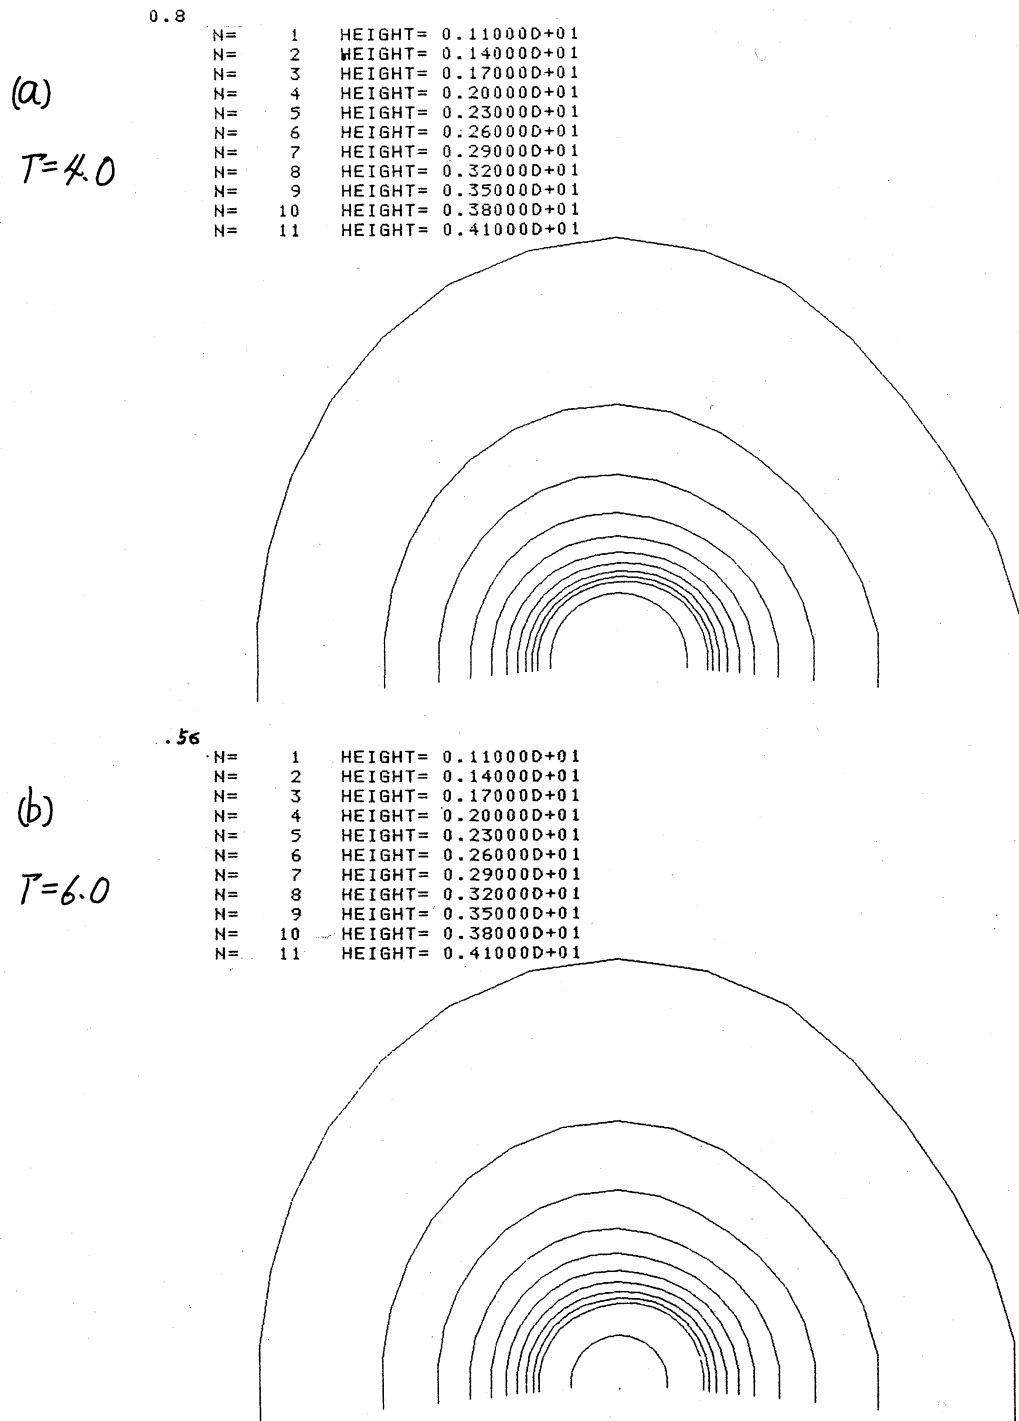 0.8
N= 1 HEIGHT= 0.11000D+01
N= 2 HEIGHT= 0.14000D+01
N= 3 HEIGHT= 0.17000D+01
(a)
N= 4 HEIGHT= 0.20000D+01
N= 5 HEIGHT= 0.23000D+01
N= 6 HEIGHT= 0.26000D+01
T=4.0
N= 7 HEIGHT= 0.29000D+01
N= 8 HEIGHT= 0.32000D+01
N= 9 HEIGHT= 0.35000D+01
N= 10 HEIGHT= 0.38000D+01
N= 11 HEIGHT= 0.41000D+01
.56
N= 1 HEIGHT= 0.11000D+01
N= 2 HEIGHT= 0.14000D+01
N= 3 HEIGHT= 0.17000D+01
(b)
N= 4 HEIGHT= 0.20000D+01
N= 5 HEIGHT= 0.23000D+01
N= 6 HEIGHT= 0.26000D+01
T=6.0
N= 7 HEIGHT= 0.29000D+01
N= 8 HEIGHT= 0.32000D+01
N= 9 HEIGHT= 0.35000D+01
N= 10 HEIGHT= 0.38000D+01
N= 11 HEIGHT= 0.41000D+01